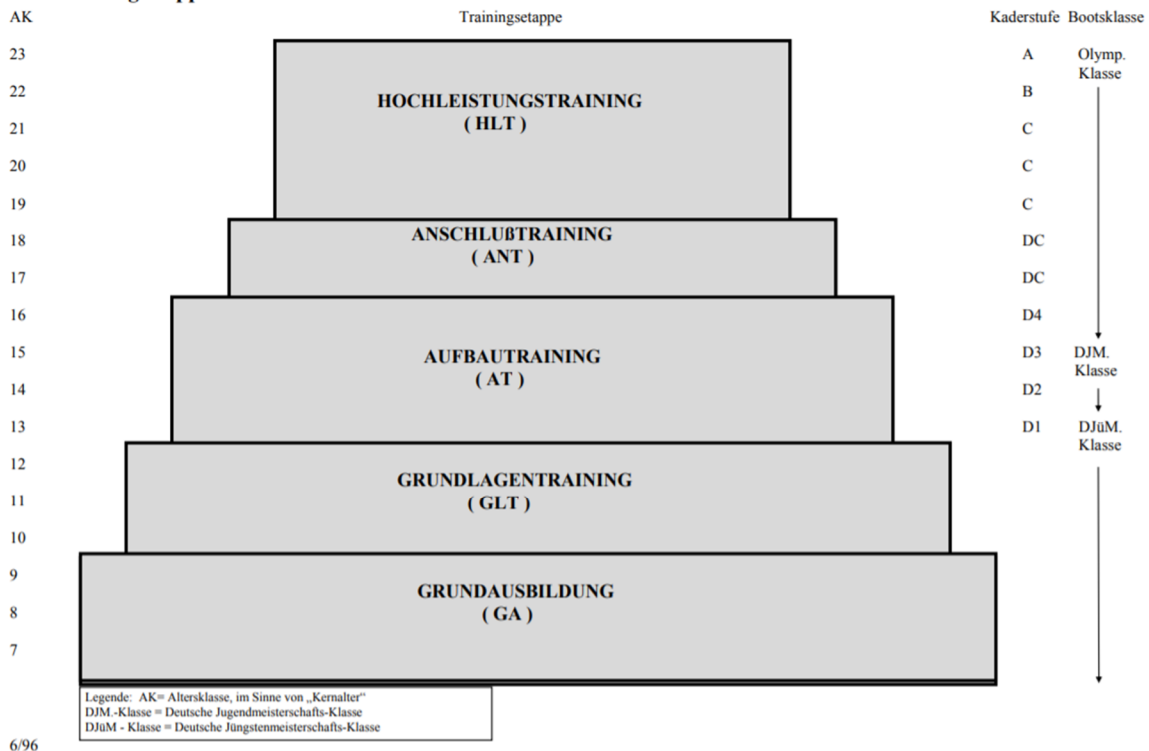 AK Trainingsetappe Kaderstufe Bootsklasse
23 A Olymp.
Klasse
22 B
HOCHLEISTUNGSTRAINING
( HLT )
21 C
20 C
19 C
18 ANSCHLUßTRAINING DC
( ANT )
17 DC
16 D4
15 AUFBAUTRAINING D3 DJM.
Klasse
( AT )
14 D2
13 D1 DJüM.
Klasse
12
GRUNDLAGENTRAINING
11 ( GLT )
10
9
GRUNDAUSBILDUNG
8 ( GA )
7
Legende: AK= Altersklasse, im Sinne von „Kernalter“
DJM.-Klasse = Deutsche Jugendmeisterschafts-Klasse
DJüM - Klasse = Deutsche Jüngstenmeisterschafts-Klasse
6/96